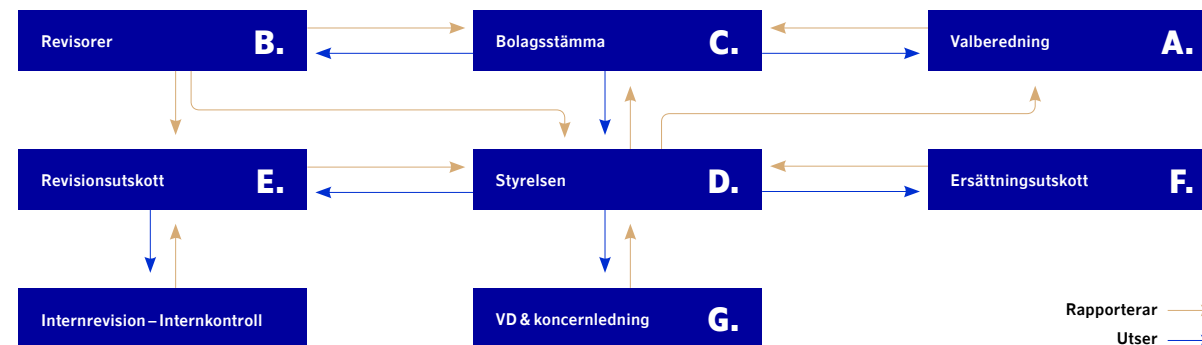 Revisorer B.
Bolagsstämma C.
Valberedning A.
Revisionsutskott E.
Styrelsen D.
Ersättningsutskott F.
Internrevision – Internkontroll
VD & koncernledning G.
Rapporterar
Utser